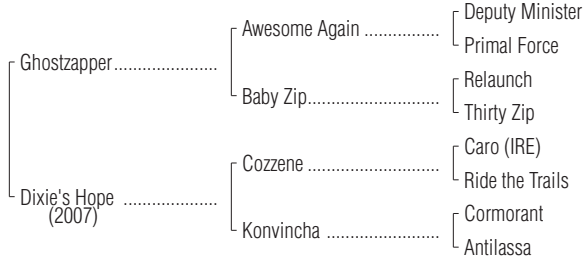 Deputy Minister
Awesome Again ..................
Primal Force
Ghostzapper.....................
Relaunch
Baby Zip...............................
Thirty Zip
Caro (IRE)
Cozzene ...............................
Ride the Trails
Dixie's Hope ..................
(2007)
Cormorant
Konvincha ..........................
Antilassa